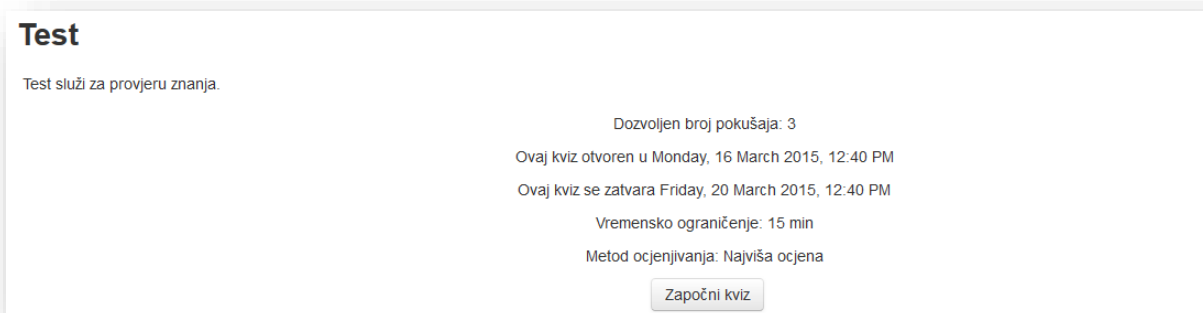 Test
Test služi za provjeru znanja.
Dozvoljen broj pokušaja: 3
Ovaj kviz otvoren u Monday, 16 March 2015, 12:40 PM
Ovaj kviz se zatvara Friday, 20 March 2015, 12:40 PM
Vremensko ograničenje: 15 min
Metod ocjenjivanja: Najviša ocjena
Započni kviz